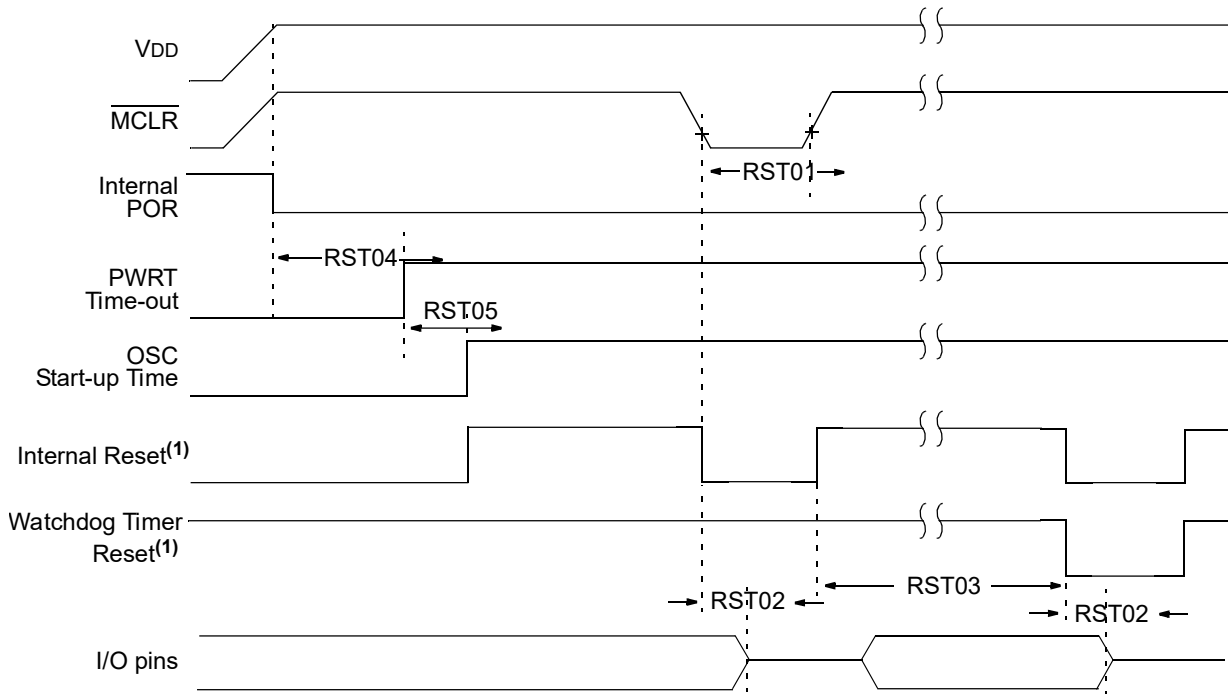 VDD
MCLR
RST01
Internal
POR
RST04
PWRT
Time-out
RST05
OSC
Start-up Time
Internal Reset(1)
Watchdog Timer
Reset(1)
RST03
RST02
RST02
I/O pins